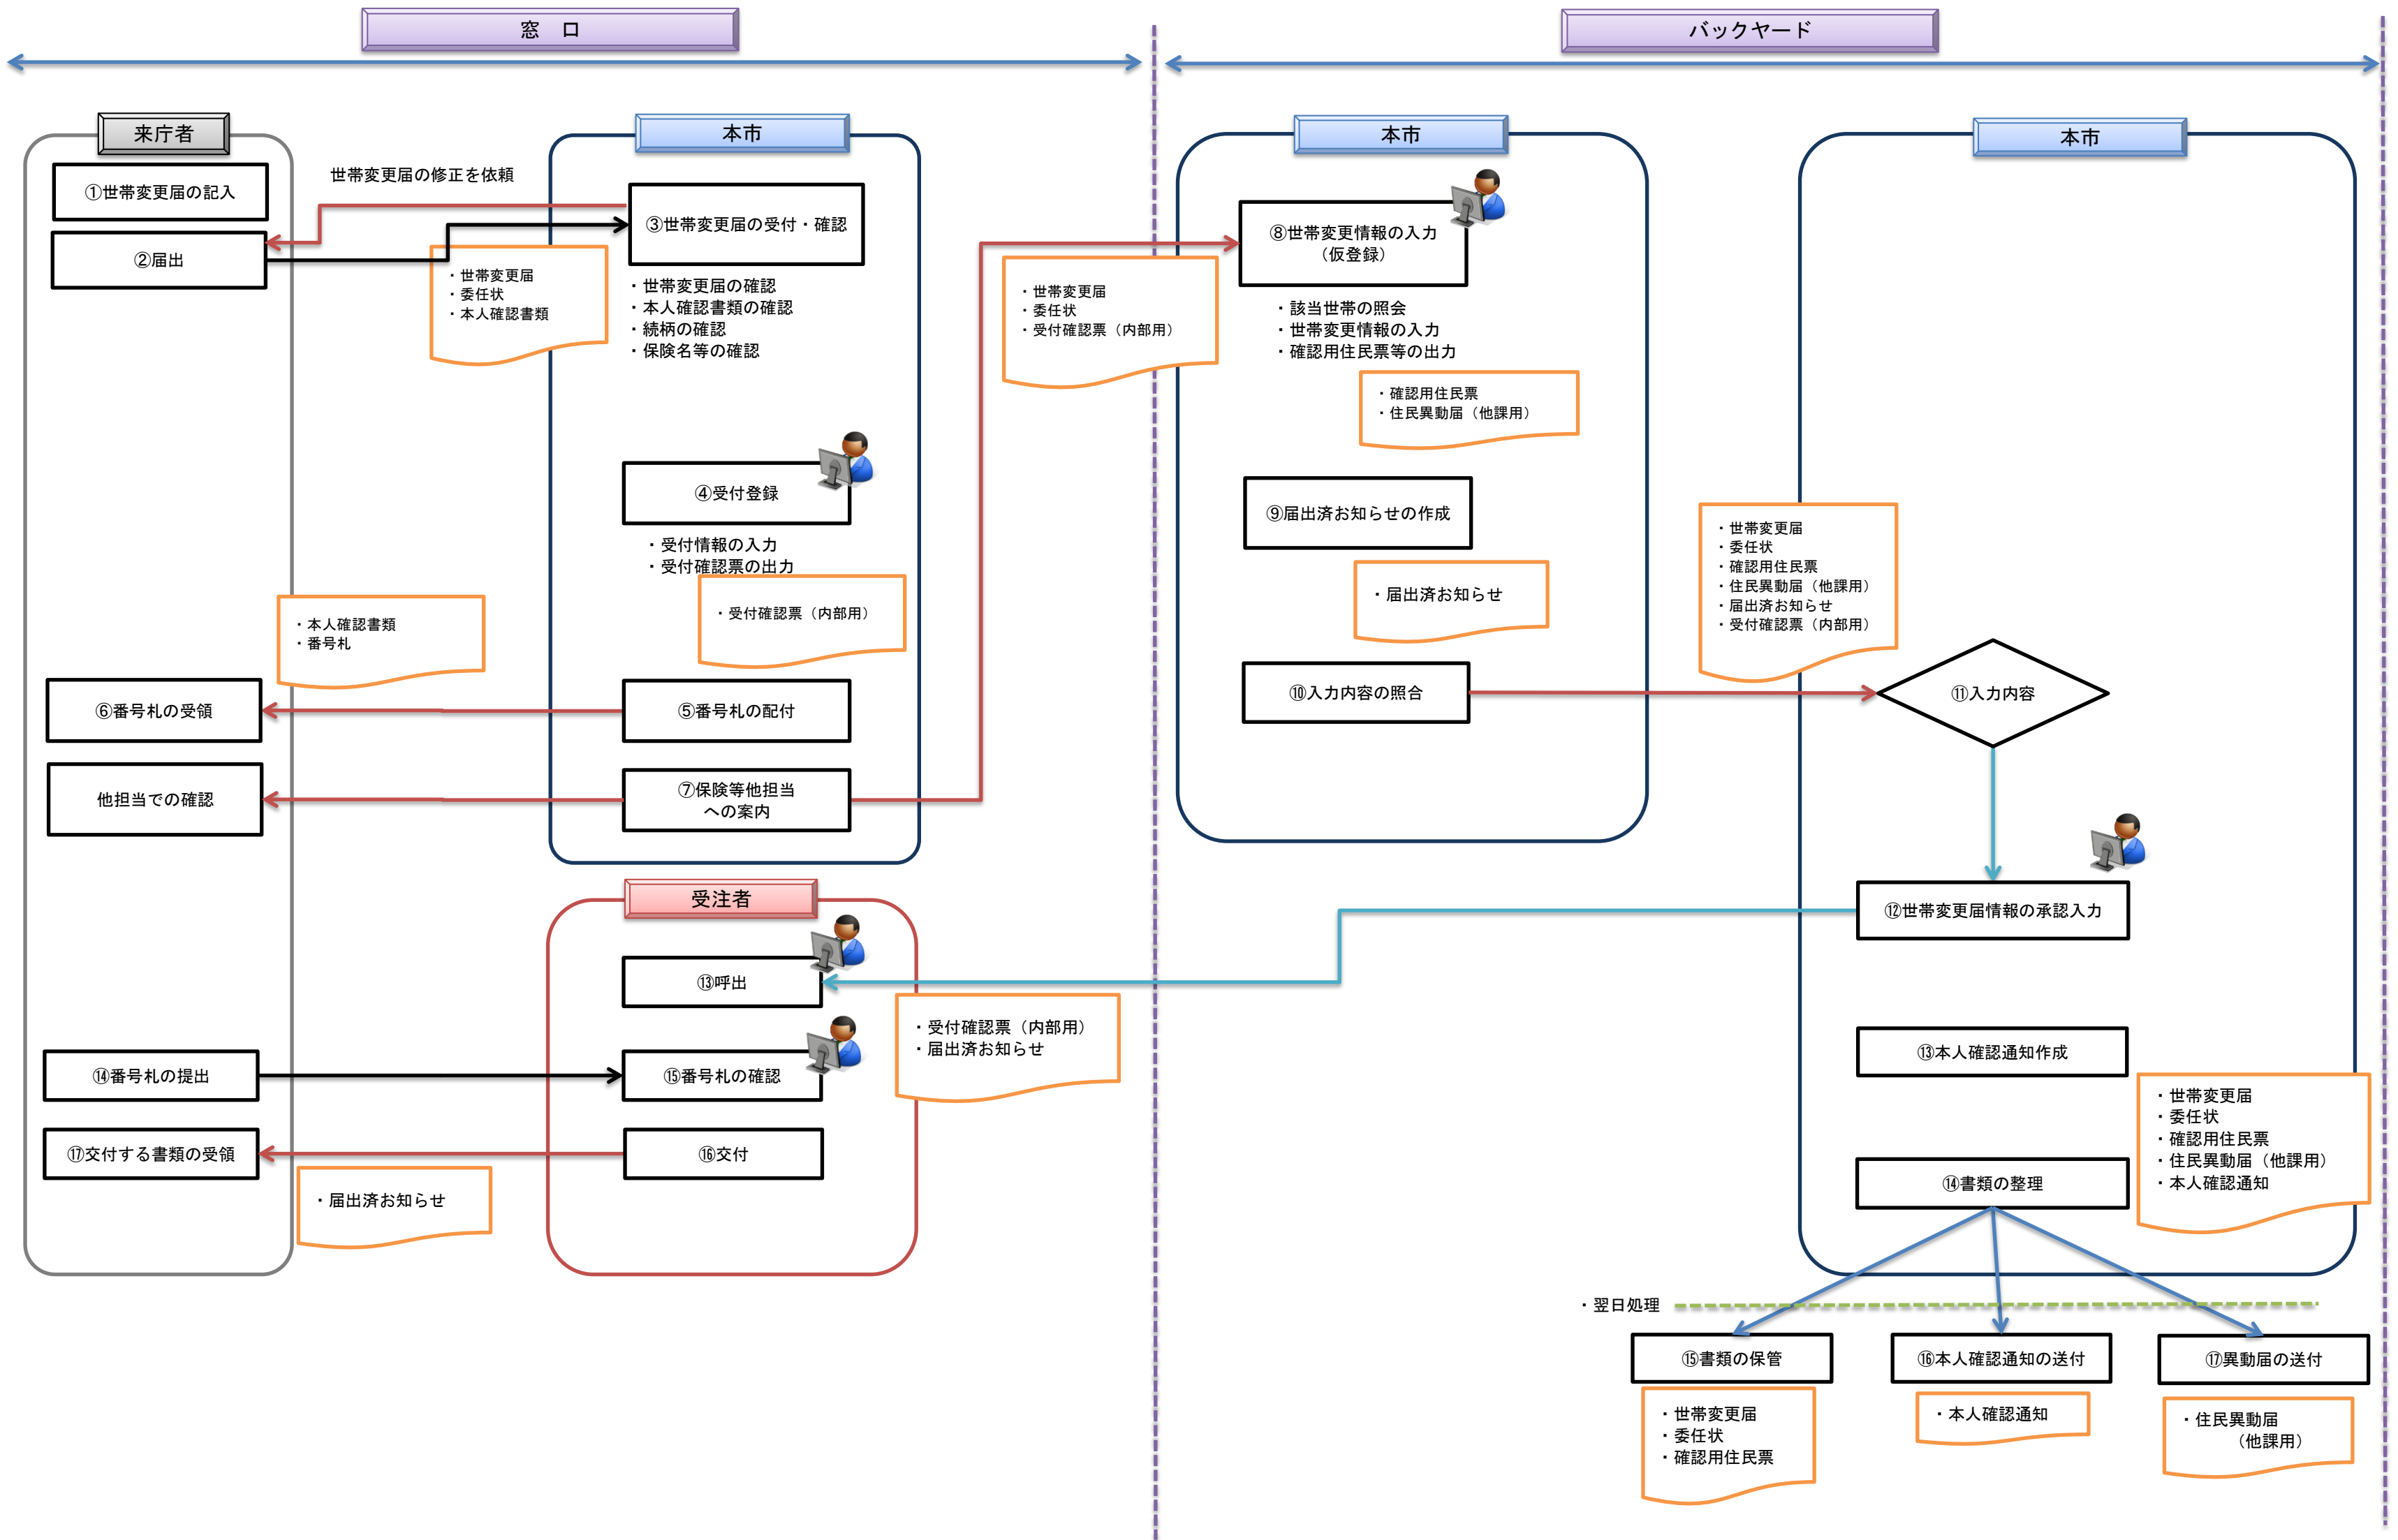 窓　口
バックヤード
来庁者
①世帯変更届の記入
②届出
世帯変更届の修正を依頼
・世帯変更届
・委任状
・本人確認書類
本市
③世帯変更届の受付・確認
・世帯変更届の確認
・本人確認書類の確認
・続柄の確認
・保険名等の確認
④受付登録
・受付情報の入力
・受付確認票の出力
・受付確認票（内部用）
・本人確認書類
・番号札
⑥番号札の受領
⑤番号札の配付
他担当での確認
⑦保険等他担当
への案内
・世帯変更届
・委任状
・受付確認票（内部用）
本市
⑧世帯変更情報の入力
（仮登録）
・該当世帯の照会
・世帯変更情報の入力
・確認用住民票等の出力
・確認用住民票
・住民異動届（他課用）
⑨届出済お知らせの作成
・届出済お知らせ
⑩入力内容の照合
本市
・世帯変更届
・委任状
・確認用住民票
・住民異動届（他課用）
・届出済お知らせ
・受付確認票（内部用）
⑪入力内容
⑫世帯変更届情報の承認入力
受注者
⑬呼出
・受付確認票（内部用）
・届出済お知らせ
⑭番号札の提出
⑮番号札の確認
⑰交付する書類の受領
⑯交付
・届出済お知らせ
⑬本人確認通知作成
・世帯変更届
・委任状
・確認用住民票
・住民異動届（他課用）
・本人確認通知
⑭書類の整理
・翌日処理
⑮書類の保管
⑯本人確認通知の送付
⑰異動届の送付
・世帯変更届
・委任状
・確認用住民票
・本人確認通知
・住民異動届
（他課用）